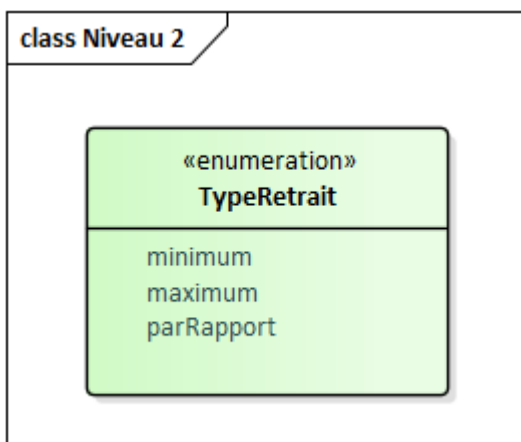 class Niveau 2
«enumeration»
TypeRetrait
minimum
maximum
parRapport